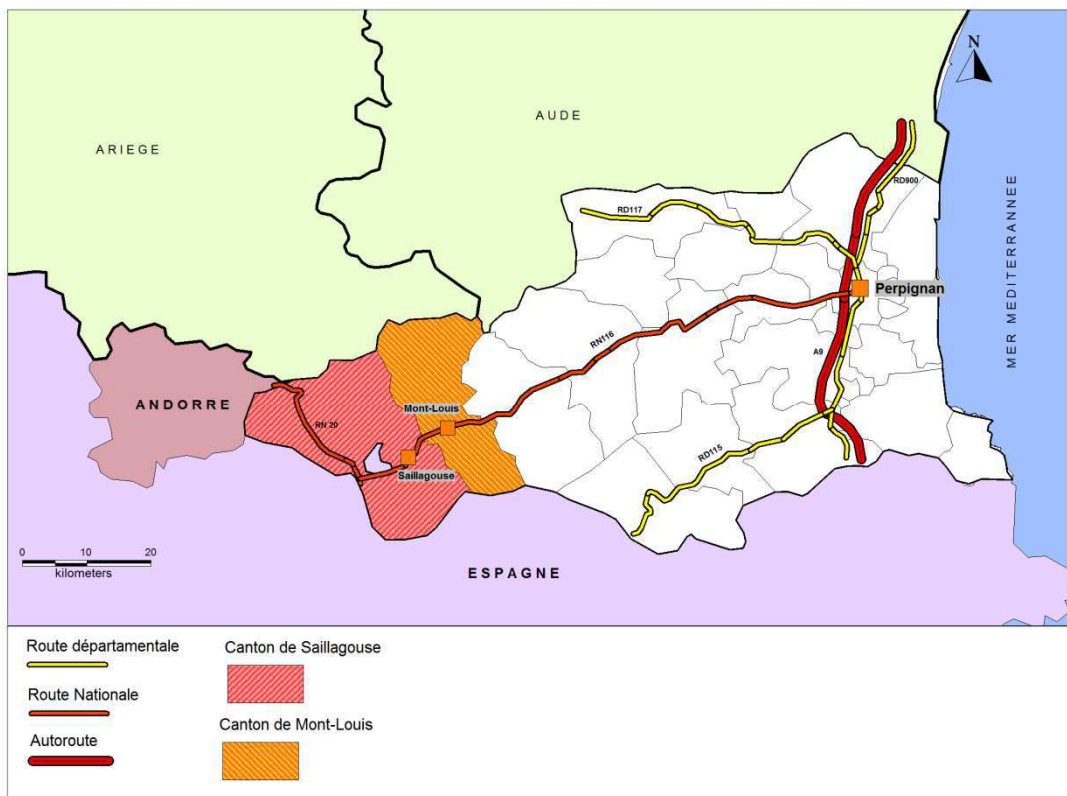 N
AUDE
ARIEGE
RD900
RD117
MER MEDITERRANNEE
Perpignan
RN116
A9
ANDORRE
Mont-Louis
RN 20
RD115
Saillagouse
0 10 20
kilometers
ESPAGNE
Route départementale
Canton de Saillagouse
Route Nationale
Canton de Mont-Louis
Autoroute